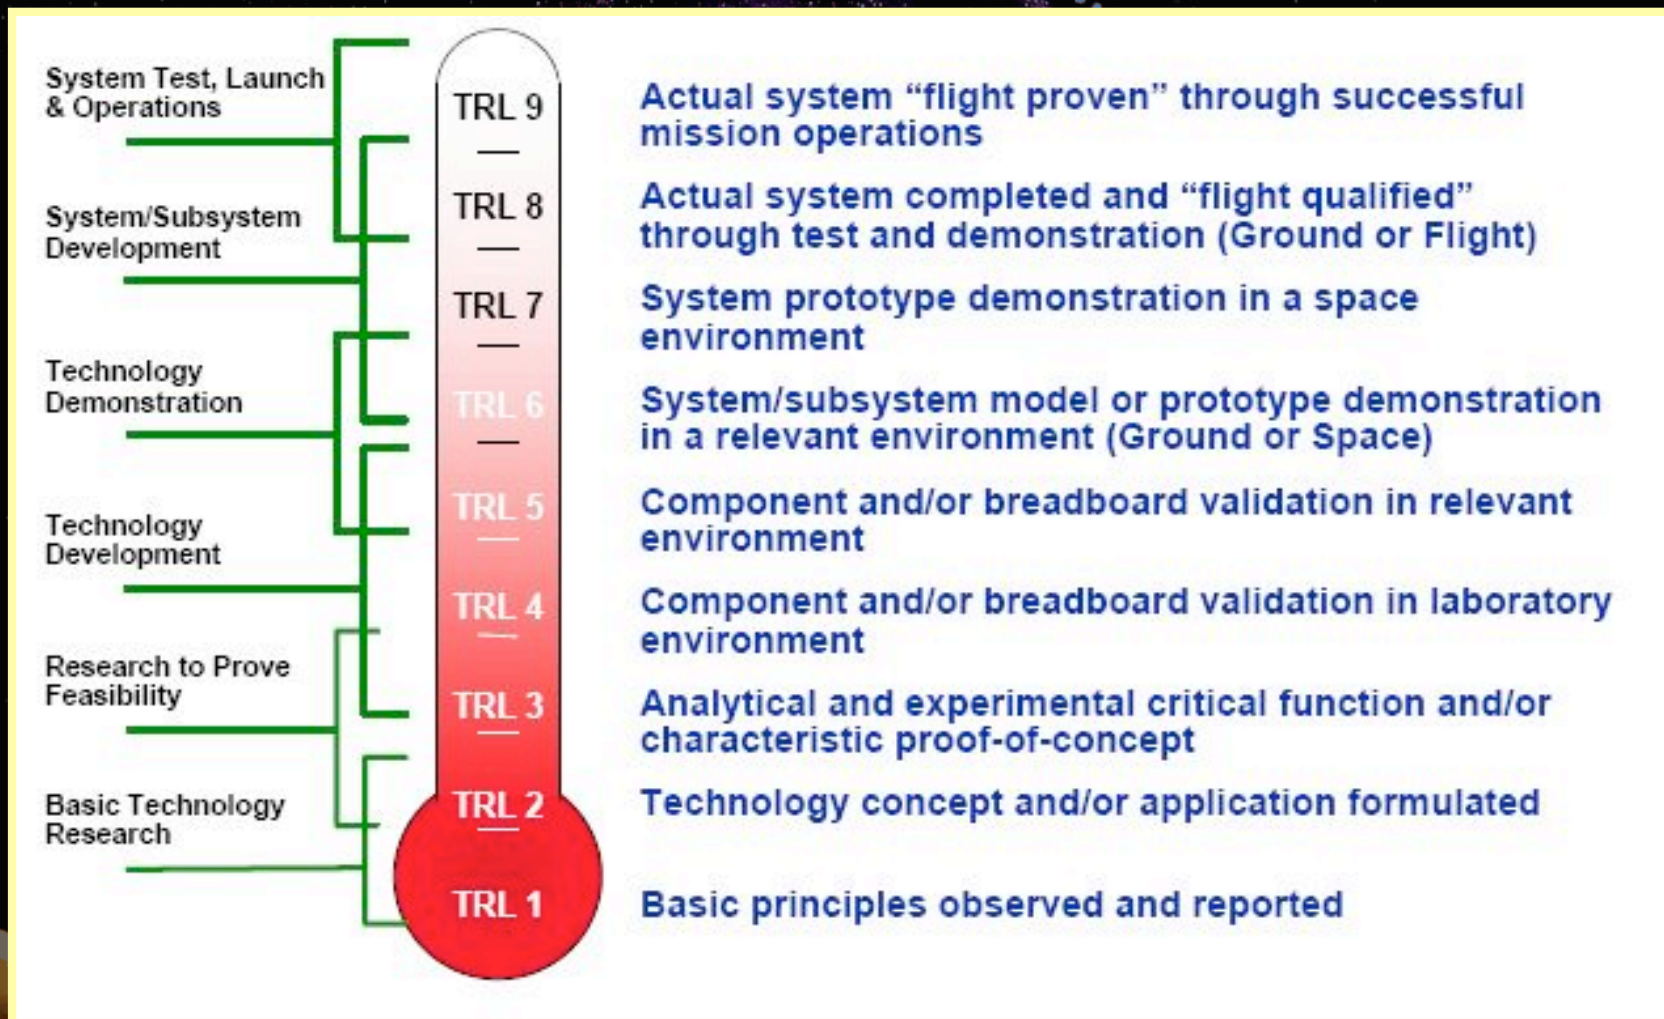 System Test, Launch
& Operations
System/Subsystem
Development
Technology
Demonstration
Technology
Development
Research to Prove
Feasibility
Basic Technology
Research
TRL 9
TRL 8
TRL 7
TRL 6
TRL 5
TRL 4
TRL 3
TRL 2
TRL 1
Actual system “flight proven” through successful
mission operations
Actual system completed and “flight qualified”
through test and demonstration (Ground or Flight)
System prototype demonstration in a space
environment
System/subsystem model or prototype demonstration
in a relevant environment (Ground or Space)
Component and/or breadboard validation in relevant
environment
Component and/or breadboard validation in laboratory
environment
Analytical and experimental critical function and/or
characteristic proof-of-concept
Technology concept and/or application formulated
Basic principles observed and reported